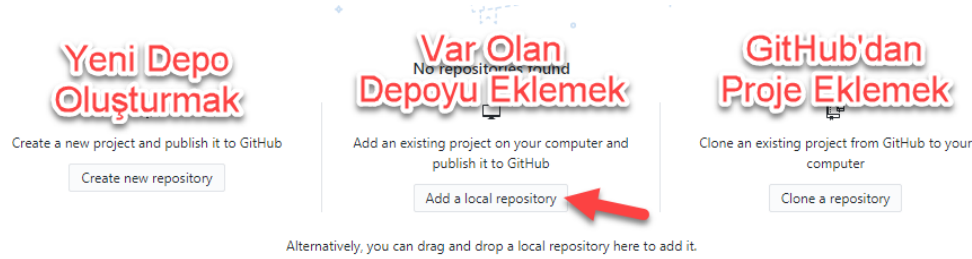 Yeni Depo
Oluşturmak
Create a new project and publish it to GitHub
Create new repository
No repositories found
Var Olan
Depoyu Eklemek
Add an existing project on your computer and
publish it to GitHub
Add a local repository
GitHub'dan
Proje Eklemek
Clone an existing project from GitHub to your
computer
Clone a repository
Alternatively, you can drag and drop a local repository here to add it.